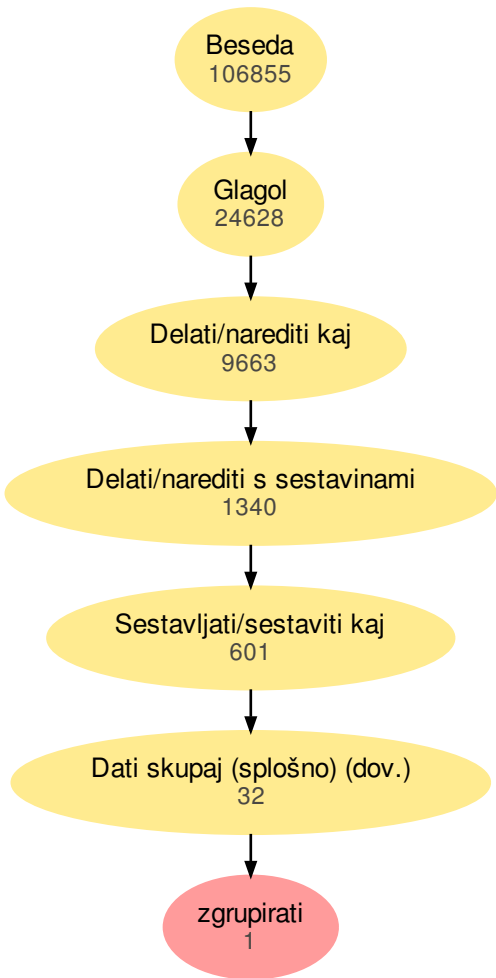 Beseda
106855
Glagol
24628
Delati/narediti kaj
9663
Delati/narediti s sestavinami
1340
Sestavljati/sestaviti kaj
601
Dati skupaj (splošno) (dov.)
32
zgrupirati
1